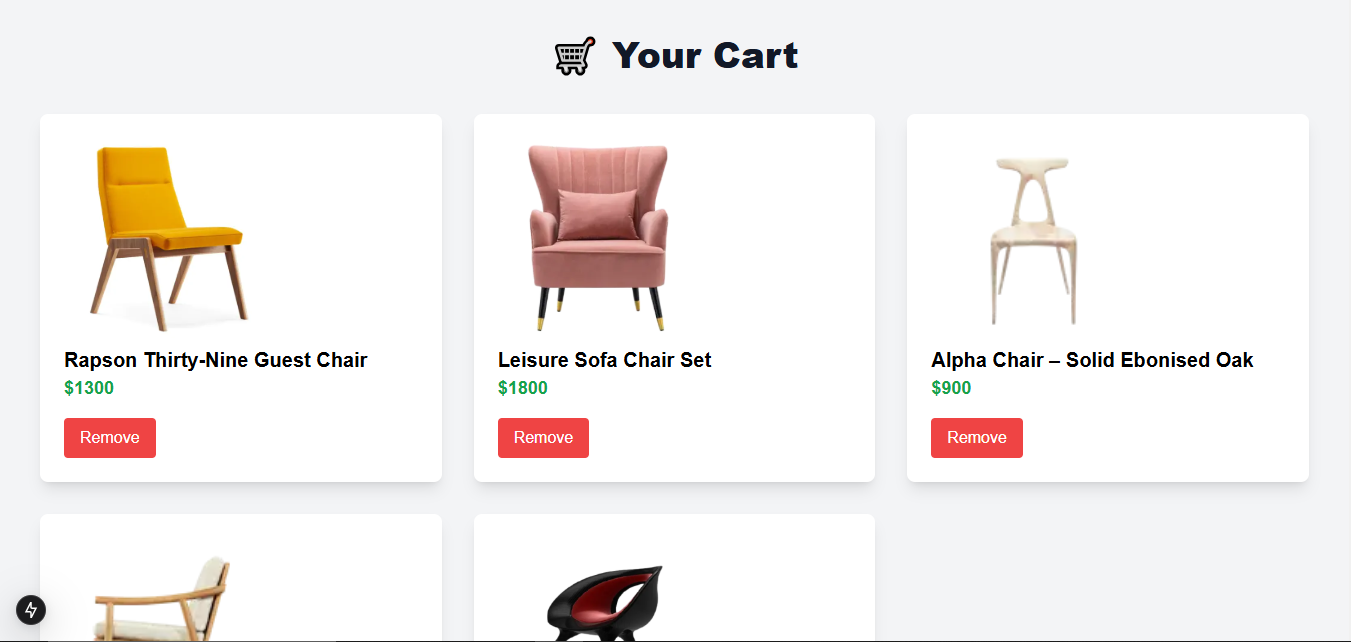 Your Cart
Rapson Thirty-Nine Guest Chair
$1300
Remove
Leisure Sofa Chair Set
$1800
Remove
Alpha Chair – Solid Ebonised Oak
$900
Remove